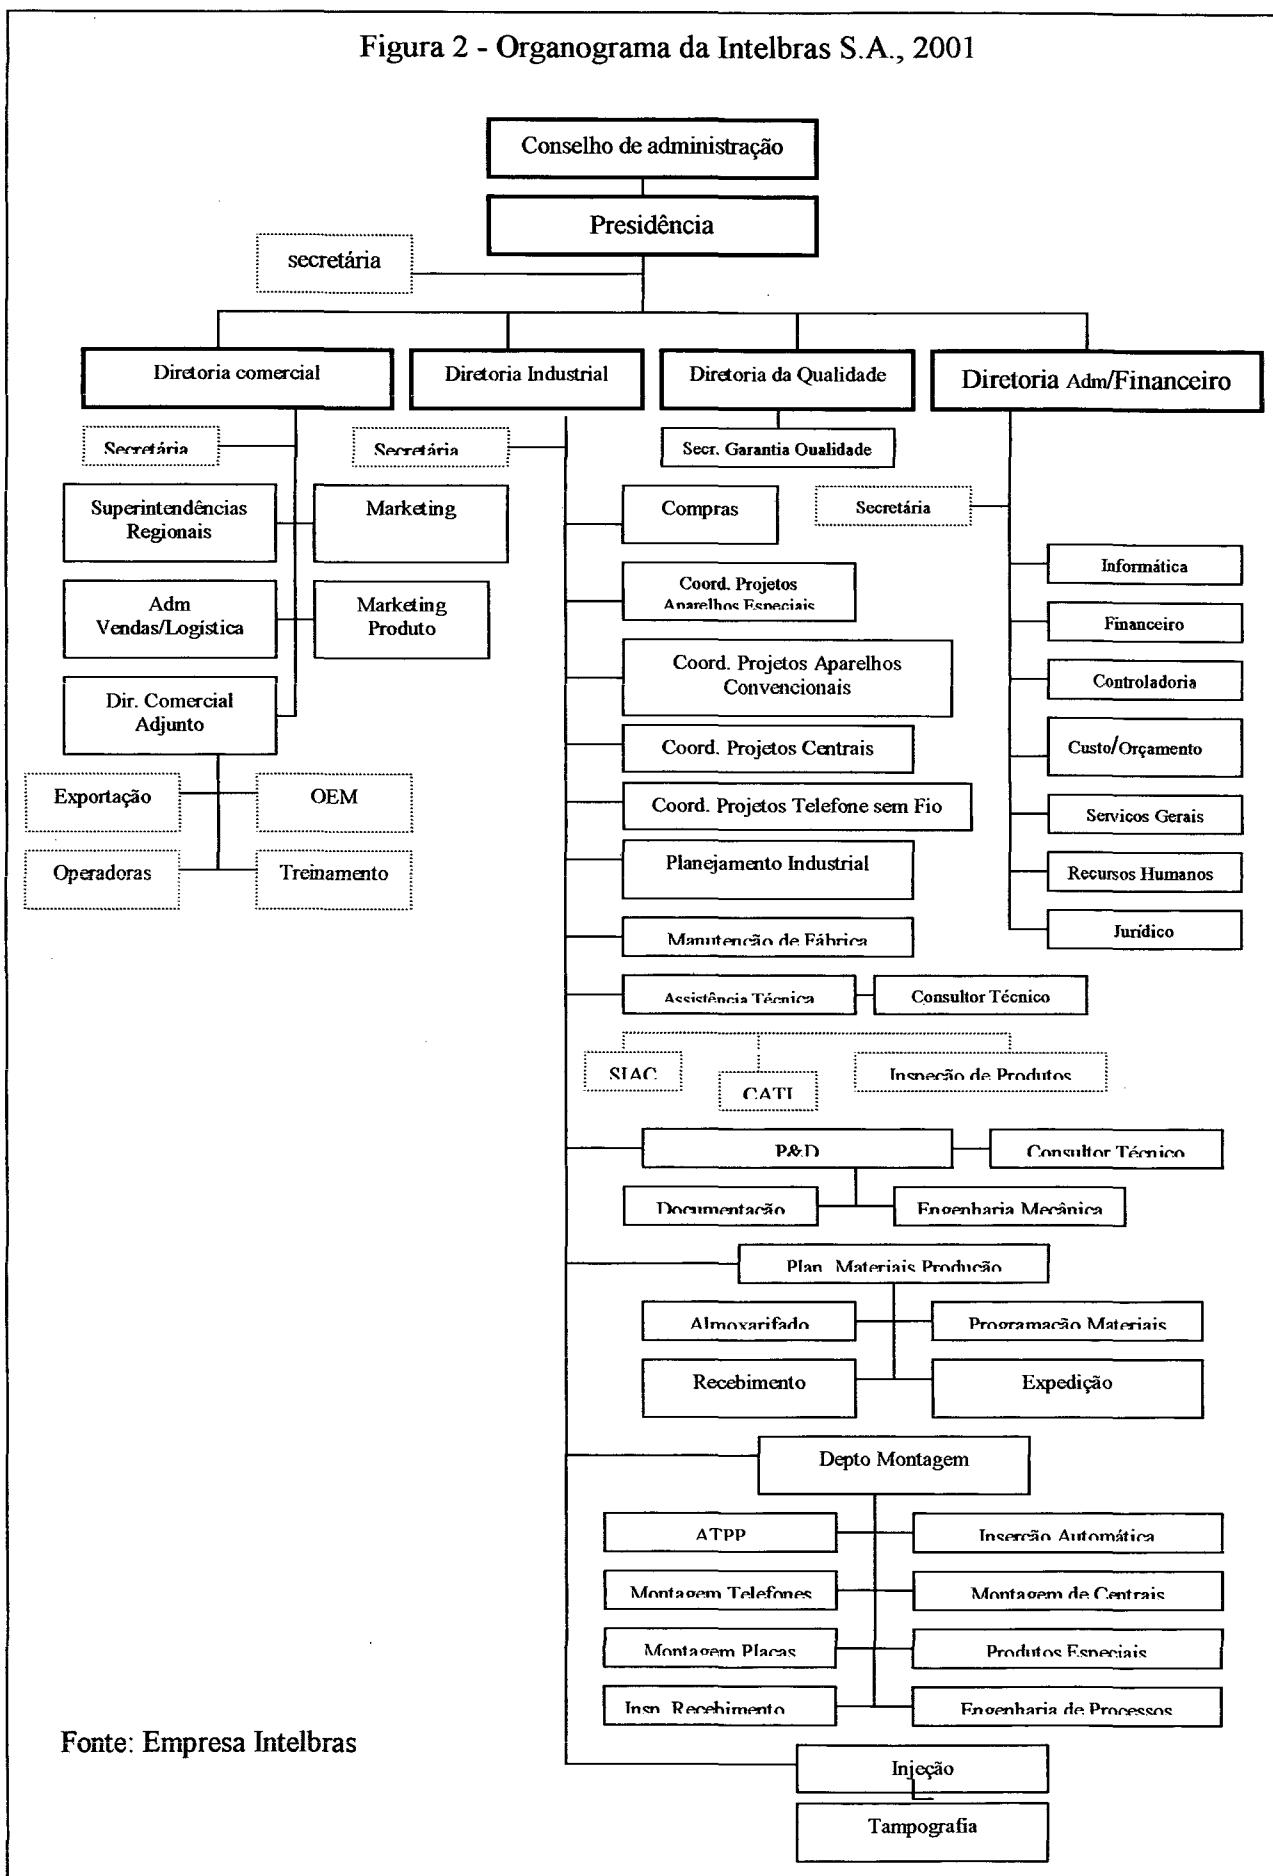 Figura 2 - Organograma da Intelbras S.A., 2001
Conselho de administração
Presidência
secretária
Diretoria comercial
Diretoria Industrial
Diretoria da Qualidade
Diretoria Adm/Financeiro
Secretária
Secretária
Secr. Garantia Qualidade
Superintendências
Regionais
Marketing
Compras
Secretária
Informática
Adm
Vendas/Logística
Marketing
Produto
Coord. Projetos
Aparelhos Especiais
Financeiro
Coord. Projetos Aparelhos
Convencionais
Controladoria
Dir. Comercial
Adjunto
Coord. Projetos Centrais
Custo/Orçamento
Exportação
OEM
Coord. Projetos Telefone sem Fio
Servicos Gerais
Operadoras
Treinamento
Planejamento Industrial
Recursos Humanos
Manutenção de Fábrica
Jurídico
Assistência Técnica
Consultor Técnico
SIAC
CATI
Inspeção de Produtos
P&D
Consultor Técnico
Documentação
Engenharia Mecânica
Plan. Materiais Produção
Almoxarifado
Programação Materiais
Recebimento
Expedição
Depto Montagem
ATPP
Inserção Automática
Montagem Telefones
Montagem de Centrais
Montagem Placas
Produtos Especiais
Insp. Recebimento
Engenharia de Processos
Fonte: Empresa Intelbras
Injeção
Tampografia